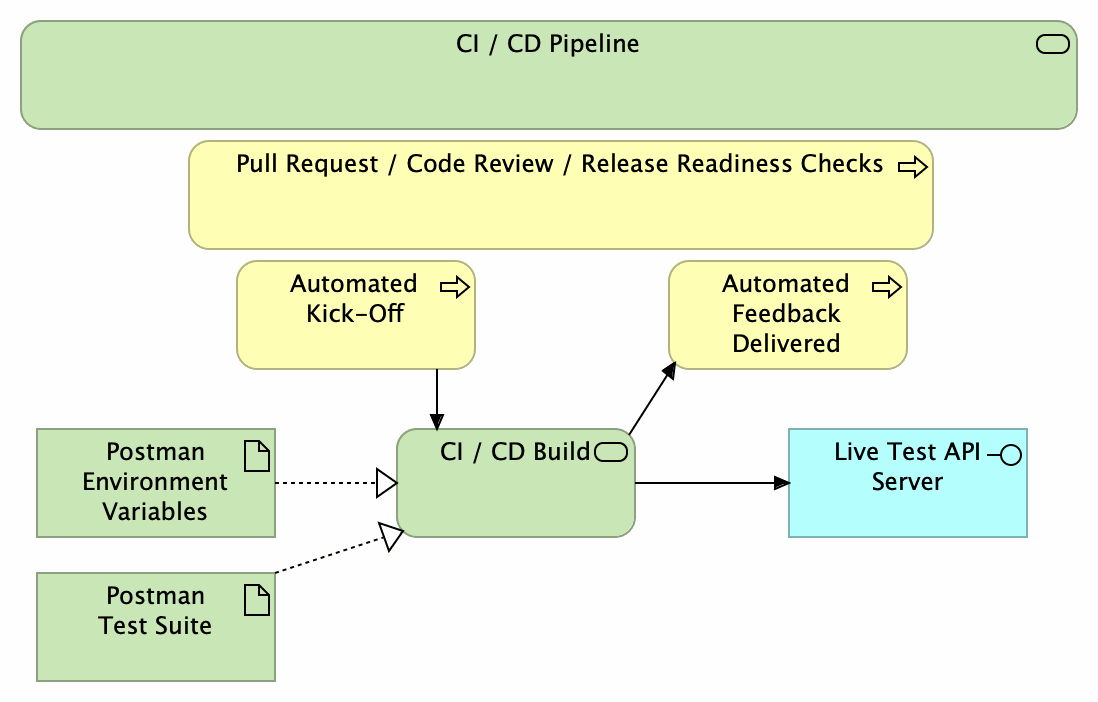 CI / CD Pipeline
Pull Request / Code Review / Release Readiness Checks
Automated
Kick-Off
Automated
Feedback
Delivered
Postman
Environment
Variables
CI / CD Build
Live Test API
Server
Postman
Test Suite